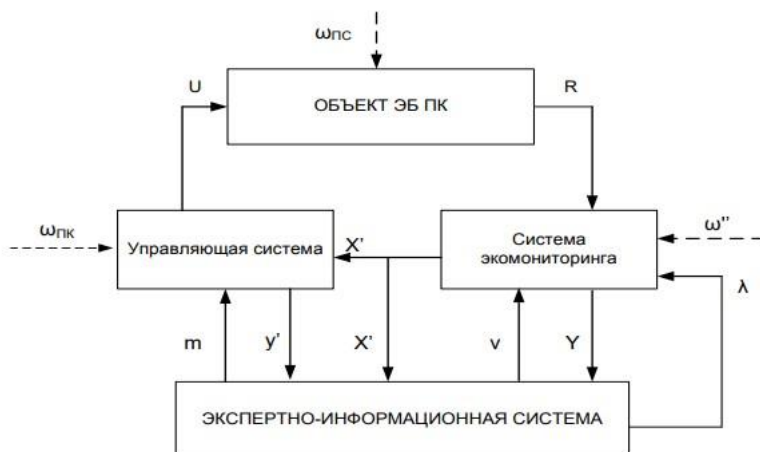 ωПС
U
ОБЪЕКТ ЭБ ПК
R
ωПК
Управляющая система
X'
Система
экомониторинга
ω''
λ
m
y'
X'
v
Y
ЭКСПЕРТНО-ИНФОРМАЦИОННАЯ СИСТЕМА